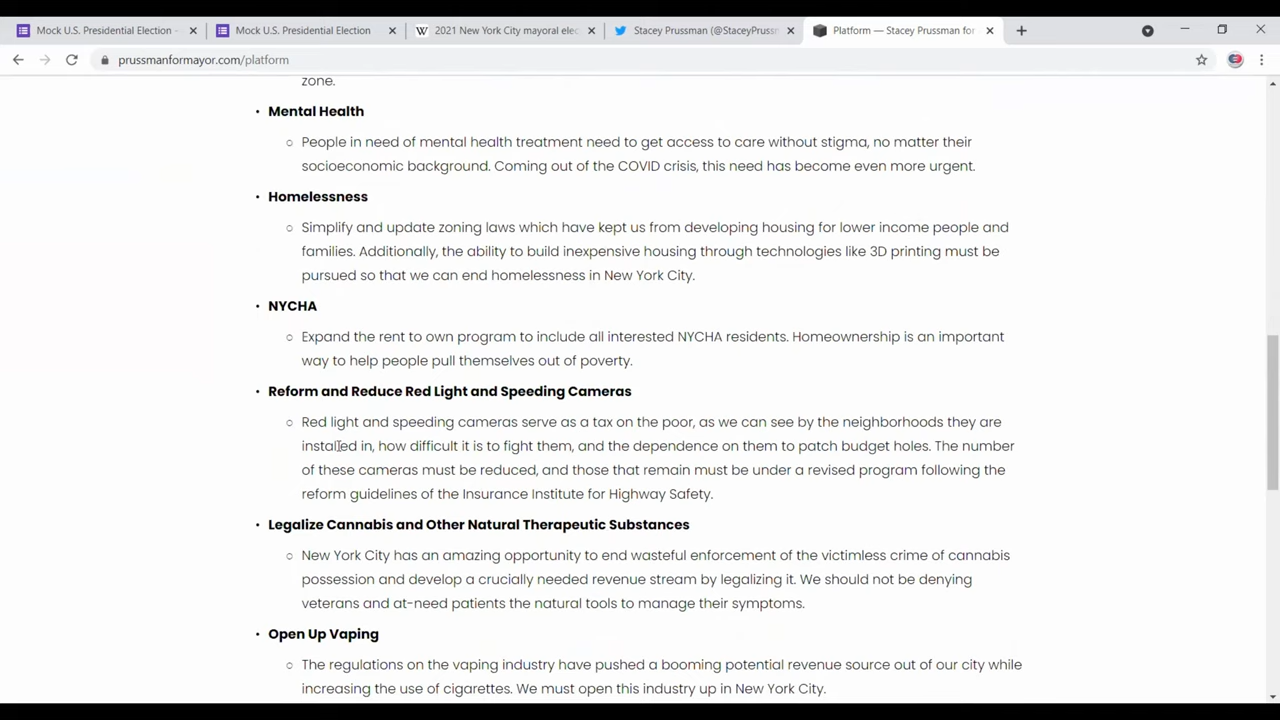 Mock U.S. Presidential Election -
Mock U.S. Presidential Election
W
2021 New York City mayoral elec
Stacey Prussman (@StaceyPrussm
Platform — Stacey Prussman for
prussmanformayor.com/platform
zone.
Mental Health
People in need of mental health treatment need to get access to care without stigma, no matter their
socioeconomic background. Coming out of the COVID crisis, this need has become even more urgent.
Homelessness
Simplify and update zoning laws which have kept us from developing housing for lower income people and
families. Additionally, the ability to build inexpensive housing through technologies like 3D printing must be
pursued so that we can end homelessness in New York City.
NYCHA
Expand the rent to own program to include all interested NYCHA residents. Homeownership is an important
way to help people pull themselves out of poverty.
Reform and Reduce Red Light and Speeding Cameras
Red light and speeding cameras serve as a tax on the poor, as we can see by the neighborhoods they are
installed in, how difficult it is to fight them, and the dependence on them to patch budget holes. The number
of these cameras must be reduced, and those that remain must be under a revised program following the
reform guidelines of the Insurance Institute for Highway Safety.
Legalize Cannabis and Other Natural Therapeutic Substances
New York City has an amazing opportunity to end wasteful enforcement of the victimless crime of cannabis
possession and develop a crucially needed revenue stream by legalizing it. We should not be denying
veterans and at-need patients the natural tools to manage their symptoms.
Open Up Vaping
The regulations on the vaping industry have pushed a booming potential revenue source out of our city while
increasing the use of cigarettes. We must open this industry up in New York City.